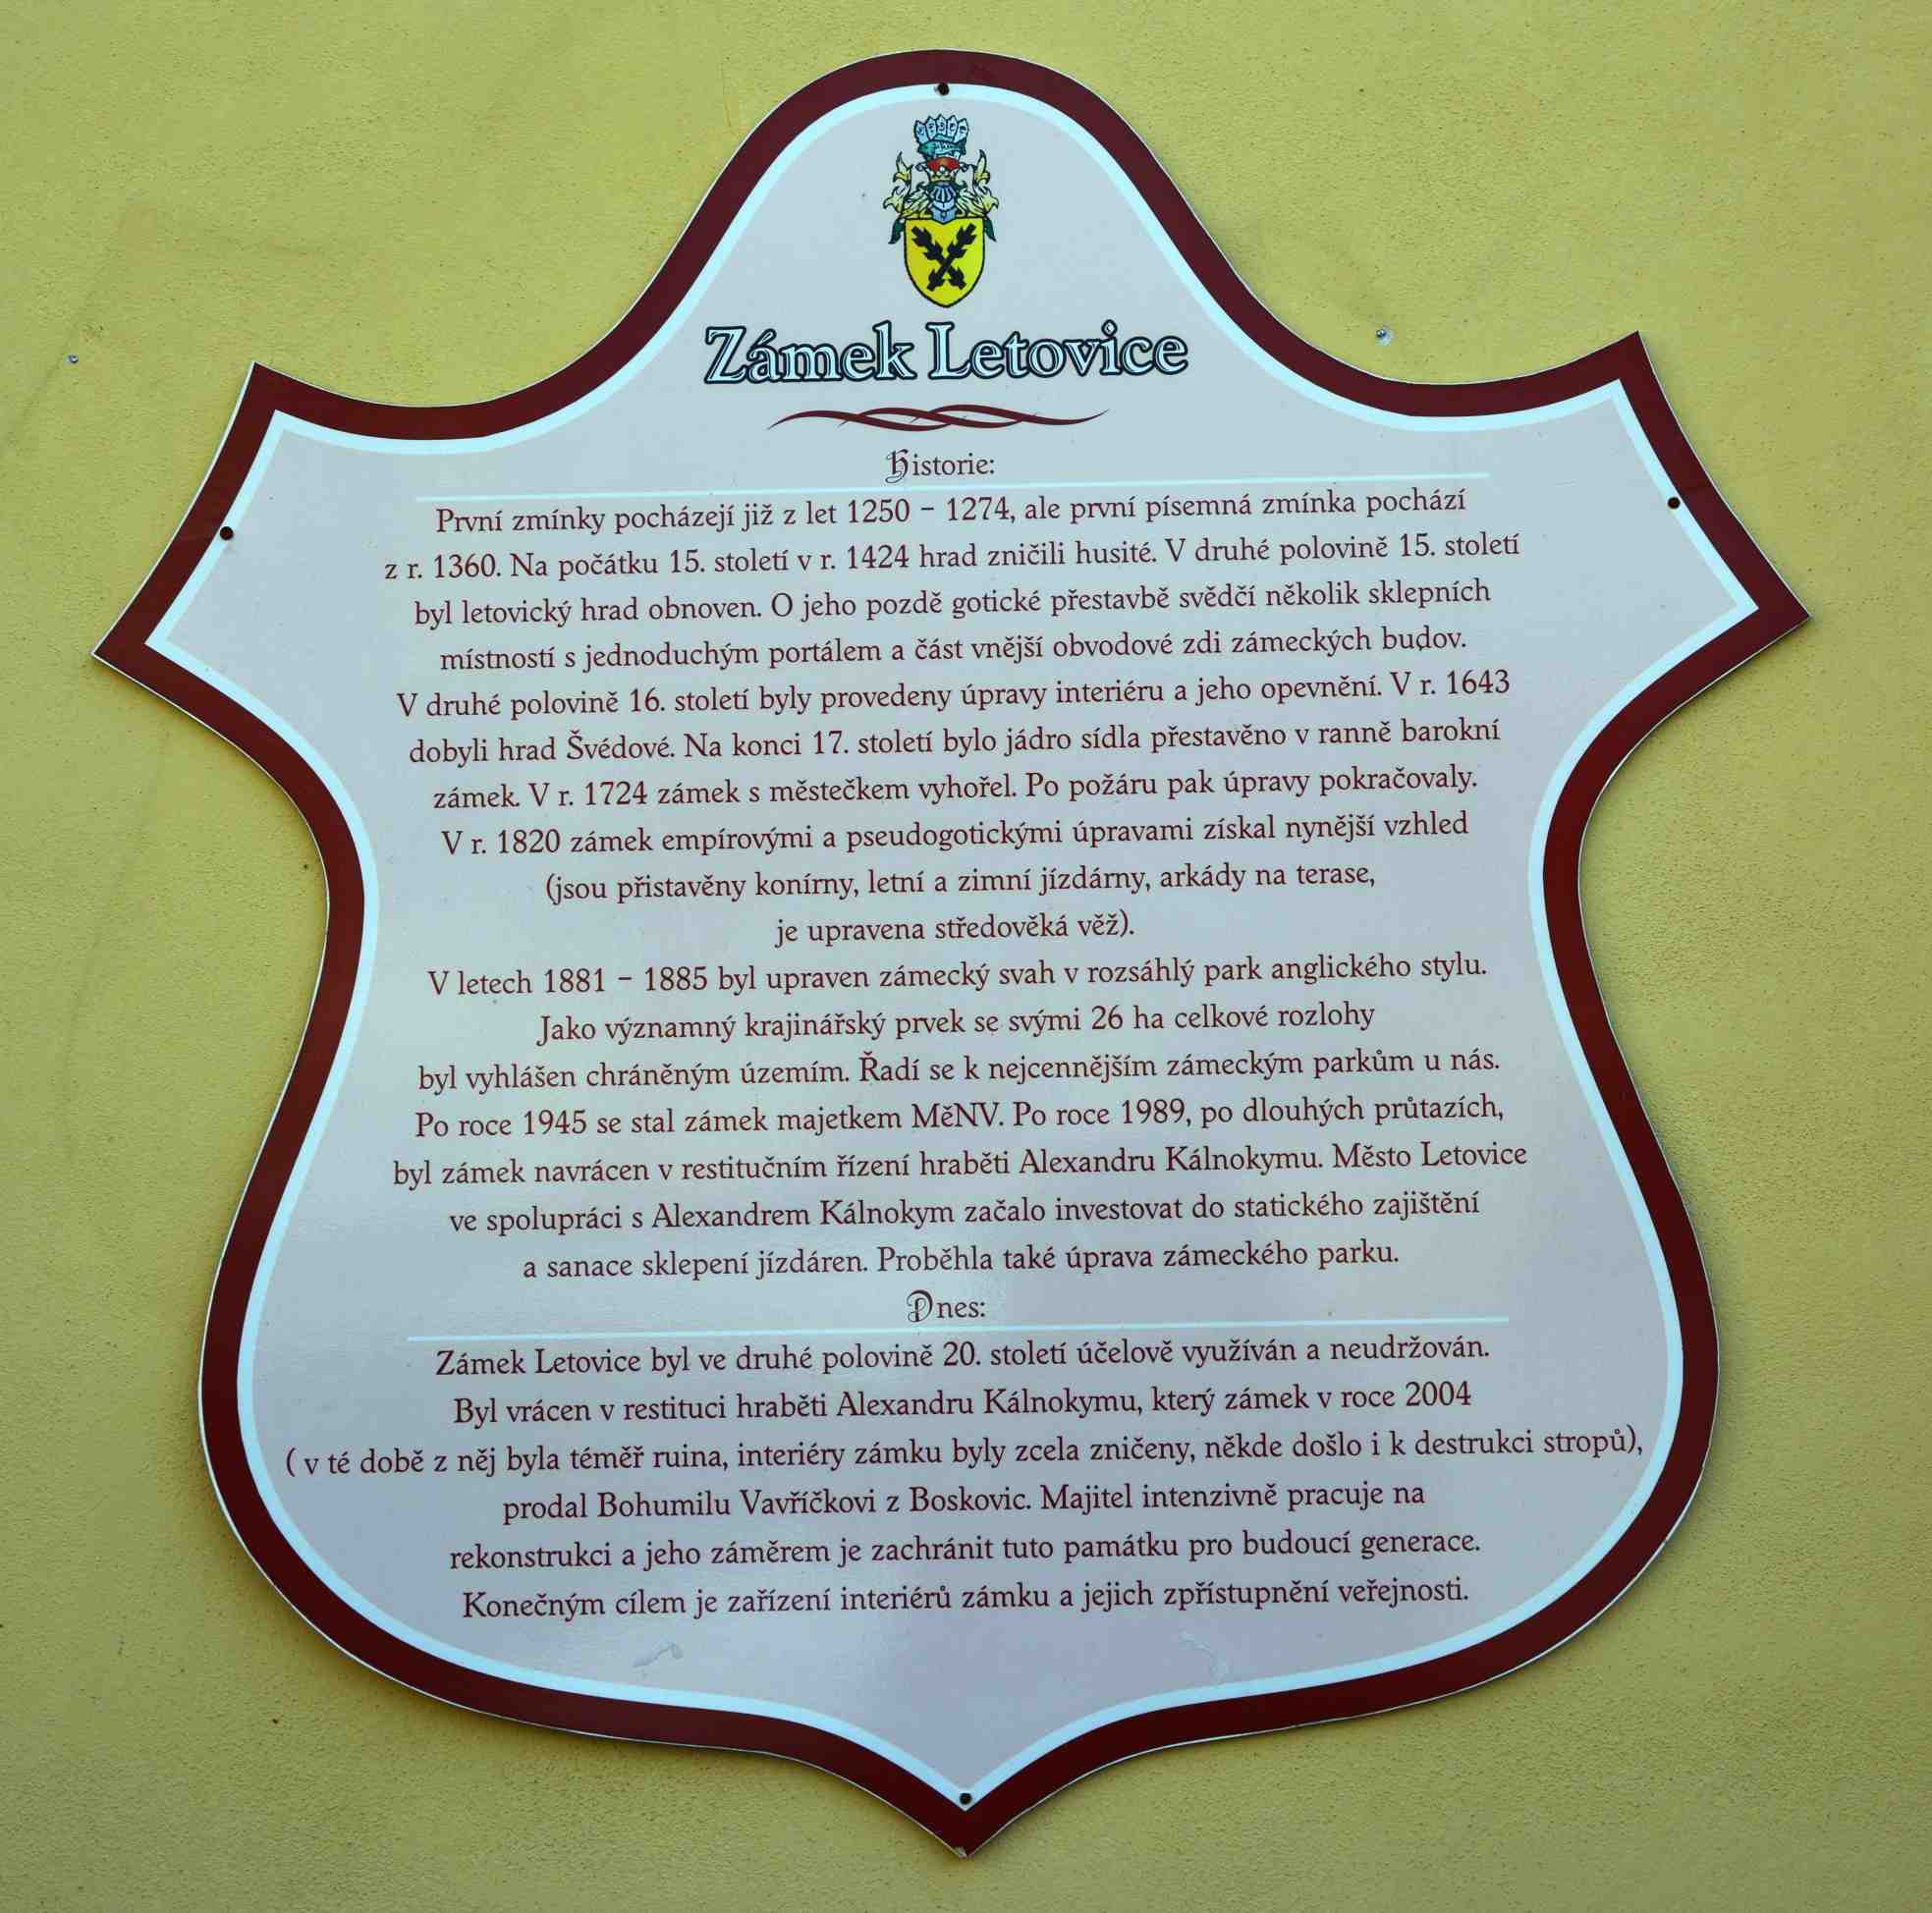 Zámek Letovice
Historie:
První zmínky pocházejí již z let 1250 - 1274, ale první písemná zmínka pochází
z r. 1360. Na počátku 15. století v r. 1424 hrad zničili husité. V druhé polovině 15. století
byl letovický hrad obnoven. O jeho pozdě gotické přestavbě svědčí několik sklepních
místností s jednoduchým portálem a část vnější obvodové zdi zámeckých budov.
V druhé polovině 16. století byly provedeny úpravy interiéru a jeho opevnění. V r. 1643
dobyli hrad Švédové. Na konci 17. století bylo jádro sídla přestavěno v ranně barokní
zámek. V r. 1724 zámek s městečkem vyhořel. Po požáru pak úpravy pokračovaly.
V r. 1820 zámek empírovými a pseudogotickými úpravami získal nynější vzhled
(jsou přistavěny konírny, letní a zimní jízdárny, arkády na terase,
je upravena středověká věž).
V letech 1881 - 1885 byl upraven zámecký svah v rozsáhlý park anglického stylu.
Jako významný krajinářský prvek se svými 26 ha celkové rozlohy
byl vyhlášen chráněným územím. Řadí se k nejcennějším zámeckým parkům u nás.
Po roce 1945 se stal zámek majetkem MěNV. Po roce 1989, po dlouhých průtazích,
byl zámek navrácen v restitučním řízení hraběti Alexandru Kálnokymu. Město Letovice
ve spolupráci s Alexandrem Kálnokym začalo investovat do statického zajištění
a sanace sklepení jízdáren. Proběhla také úprava zámeckého parku.
Dnes:
Zámek Letovice byl ve druhé polovině 20. století účelově využíván a neudržován.
Byl vrácen v restituci hraběti Alexandru Kálnokymu, který zámek v roce 2004
( v té době z něj byla téměř ruina, interiéry zámku byly zcela zničeny, někde došlo i k destrukci stropů),
prodal Bohumilu Vavříčkovi z Boskovic. Majitel intenzivně pracuje na
rekonstrukci a jeho záměrem je zachránit tuto památku pro budoucí generace.
Konečným cílem je zařízení interiérů zámku a jejich zpřístupnění veřejnosti.